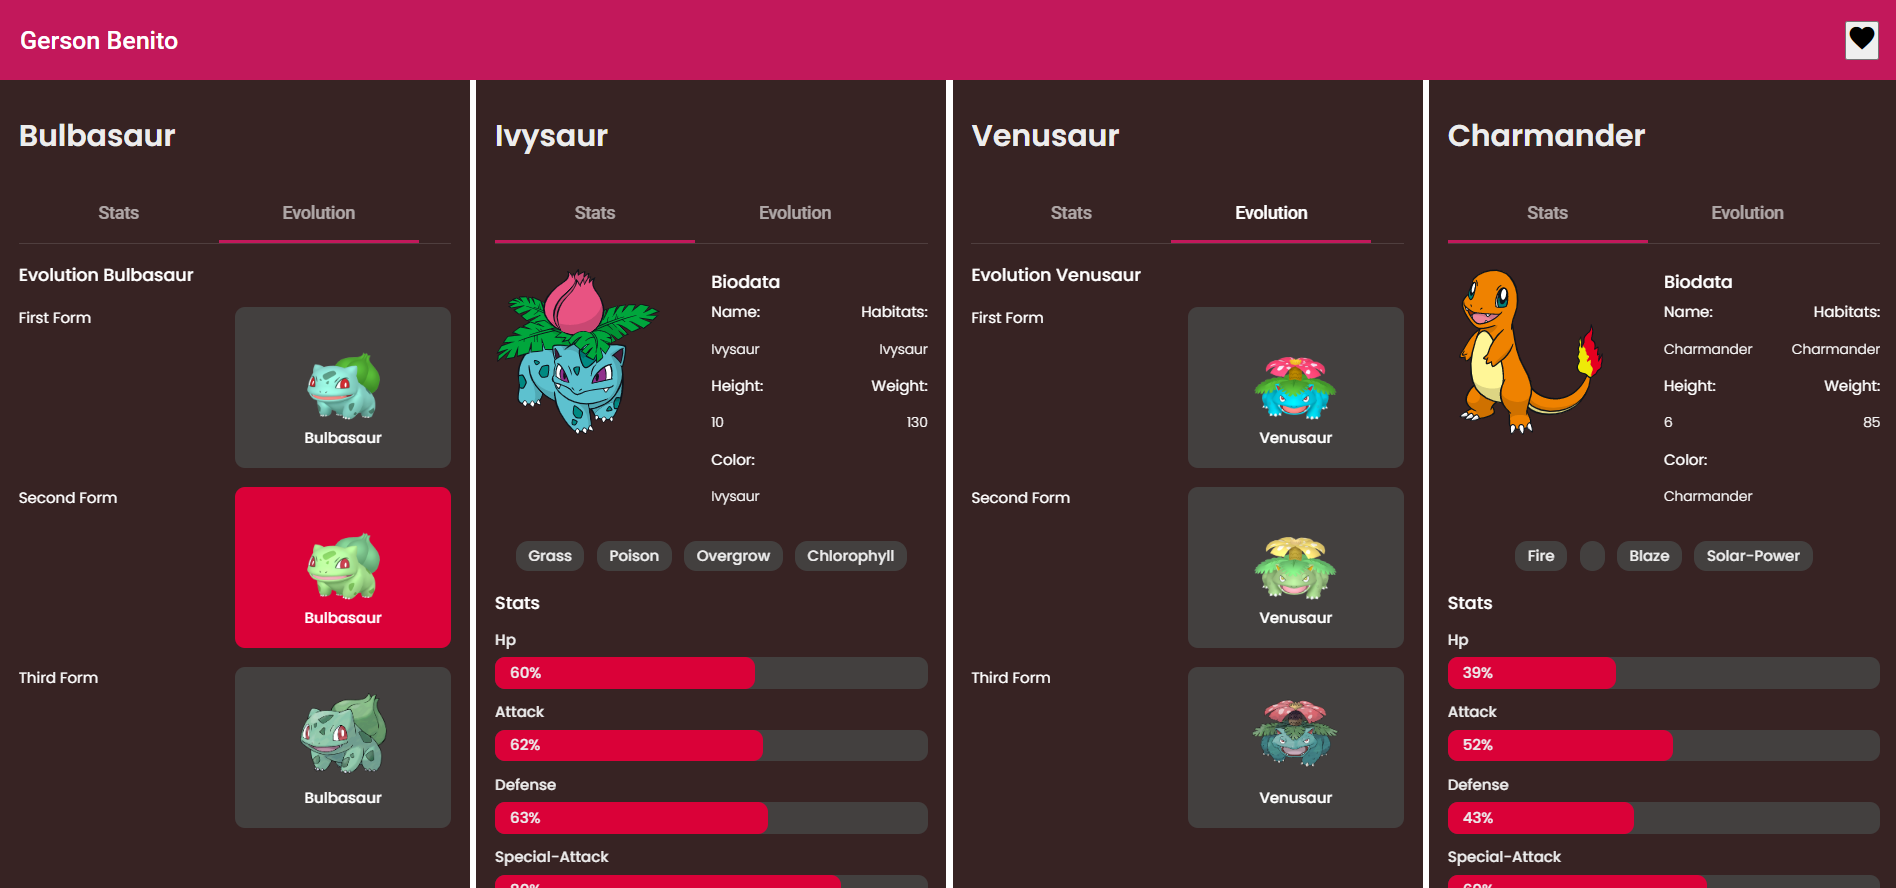 Gerson Benito
Bulbasaur
Stats Evolution
Evolution Bulbasaur
First Form
Bulbasaur
Second Form
Bulbasaur
Third Form
Bulbasaur
Ivysaur
Stats Evolution
Biodata
Name: Habitats:
Ivysaur Ivysaur
Height: Weight:
10 130
Color:
Ivysaur
Grass Poison Overgrow Chlorophyll
Stats
Hp
60%
Attack
62%
Defense
63%
Special-Attack
80%
Venusaur
Stats Evolution
Evolution Venusaur
First Form
Venusaur
Second Form
Venusaur
Third Form
Venusaur
Charmander
Stats Evolution
Biodata
Name: Habitats:
Charmander Charmander
Height: Weight:
6 85
Color:
Charmander
Fire Blaze Solar-Power
Stats
Hp
39%
Attack
52%
Defense
43%
Special-Attack
60%